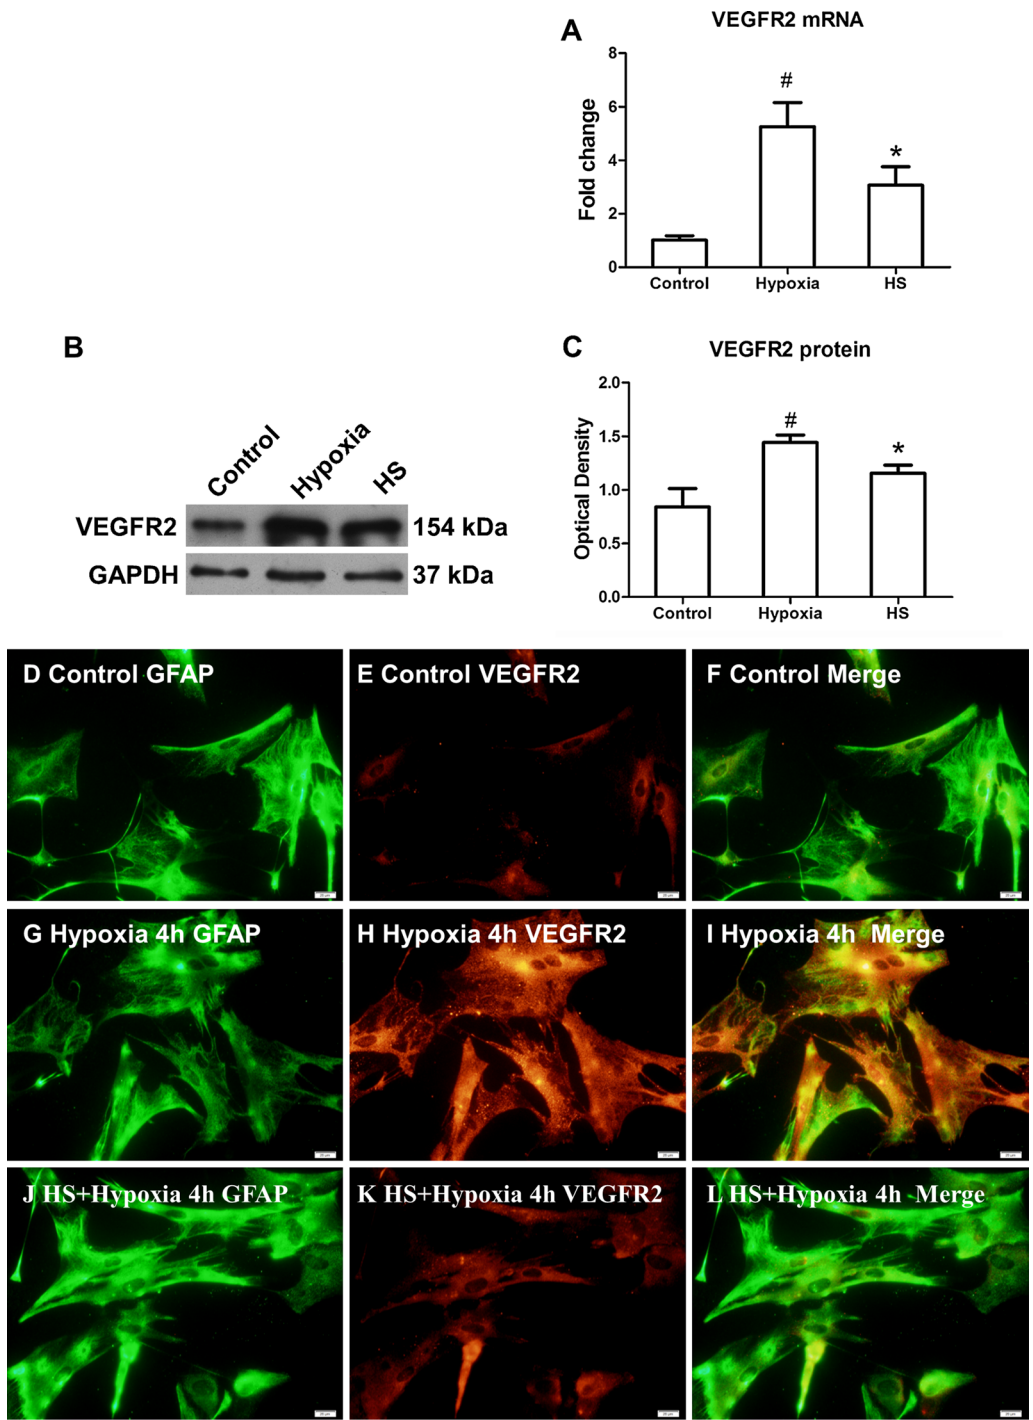 A
VEGFR2 mRNA
Fold change
8
6
4
2
0
#
*
Control
Hypoxia
HS
B
Control
Hypoxia
HS
VEGFR2
154 kDa
GAPDH
37 kDa
C
VEGFR2 protein
Optical Density
2.0
1.5
1.0
0.5
0.0
#
*
Control
Hypoxia
HS
D Control GFAP
E Control VEGFR2
F Control Merge
G Hypoxia 4h GFAP
H Hypoxia 4h VEGFR2
I Hypoxia 4h Merge
J HS+Hypoxia 4h GFAP
K HS+Hypoxia 4h VEGFR2
L HS+Hypoxia 4h Merge